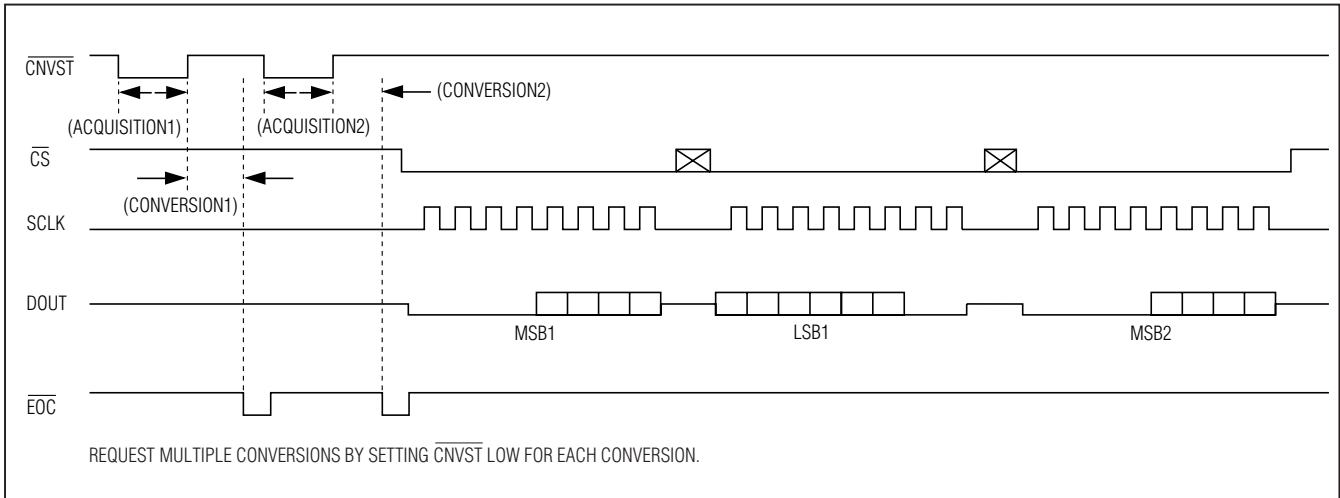 CNVST
(CONVERSION2)
(ACQUISITION1)
(ACQUISITION2)
CS
(CONVERSION1)
SCLK
DOUT
MSB1
LSB1
MSB2
EOC
REQUEST MULTIPLE CONVERSIONS BY SETTING CNVST LOW FOR EACH CONVERSION.